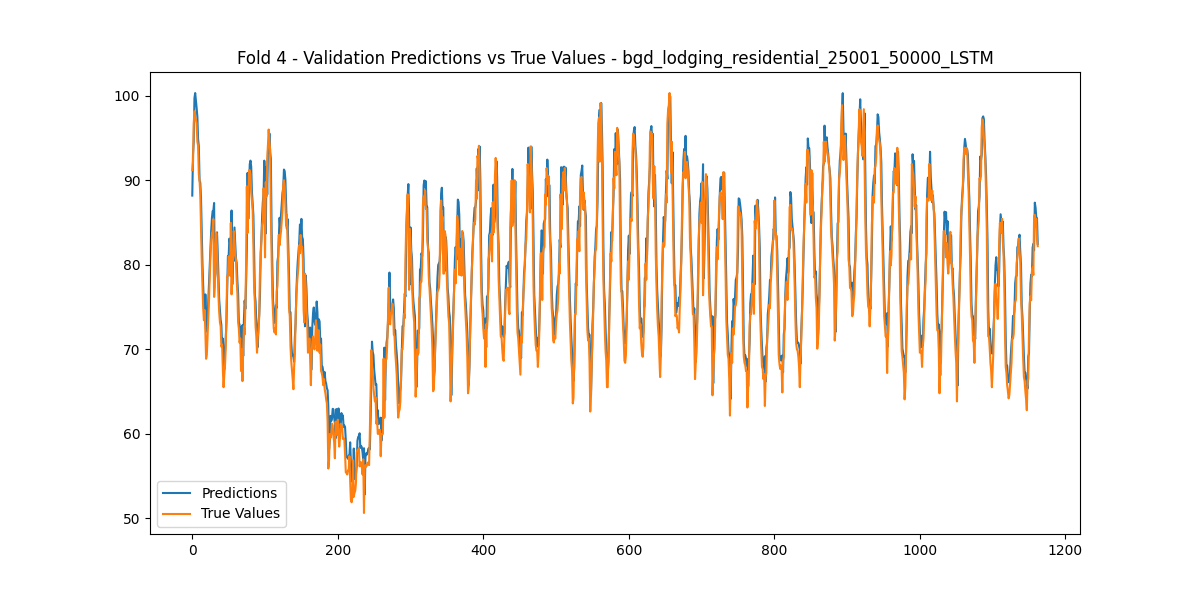 Fold 4 - Validation Predictions vs True Values - bgd_lodging_residential_25001_50000_LSTM
100
90
80
70
60
50
Predictions
True Values
0 200 400 600 800 1000 1200